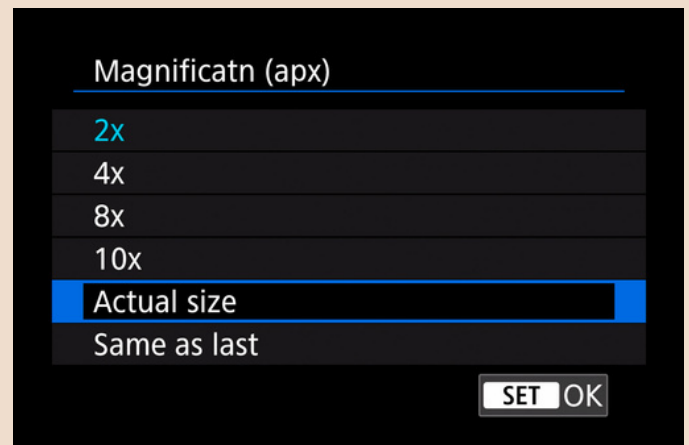 Magnificatn (apx)
2x
4x
8x
10x
Actual size
Same as last
SET OK